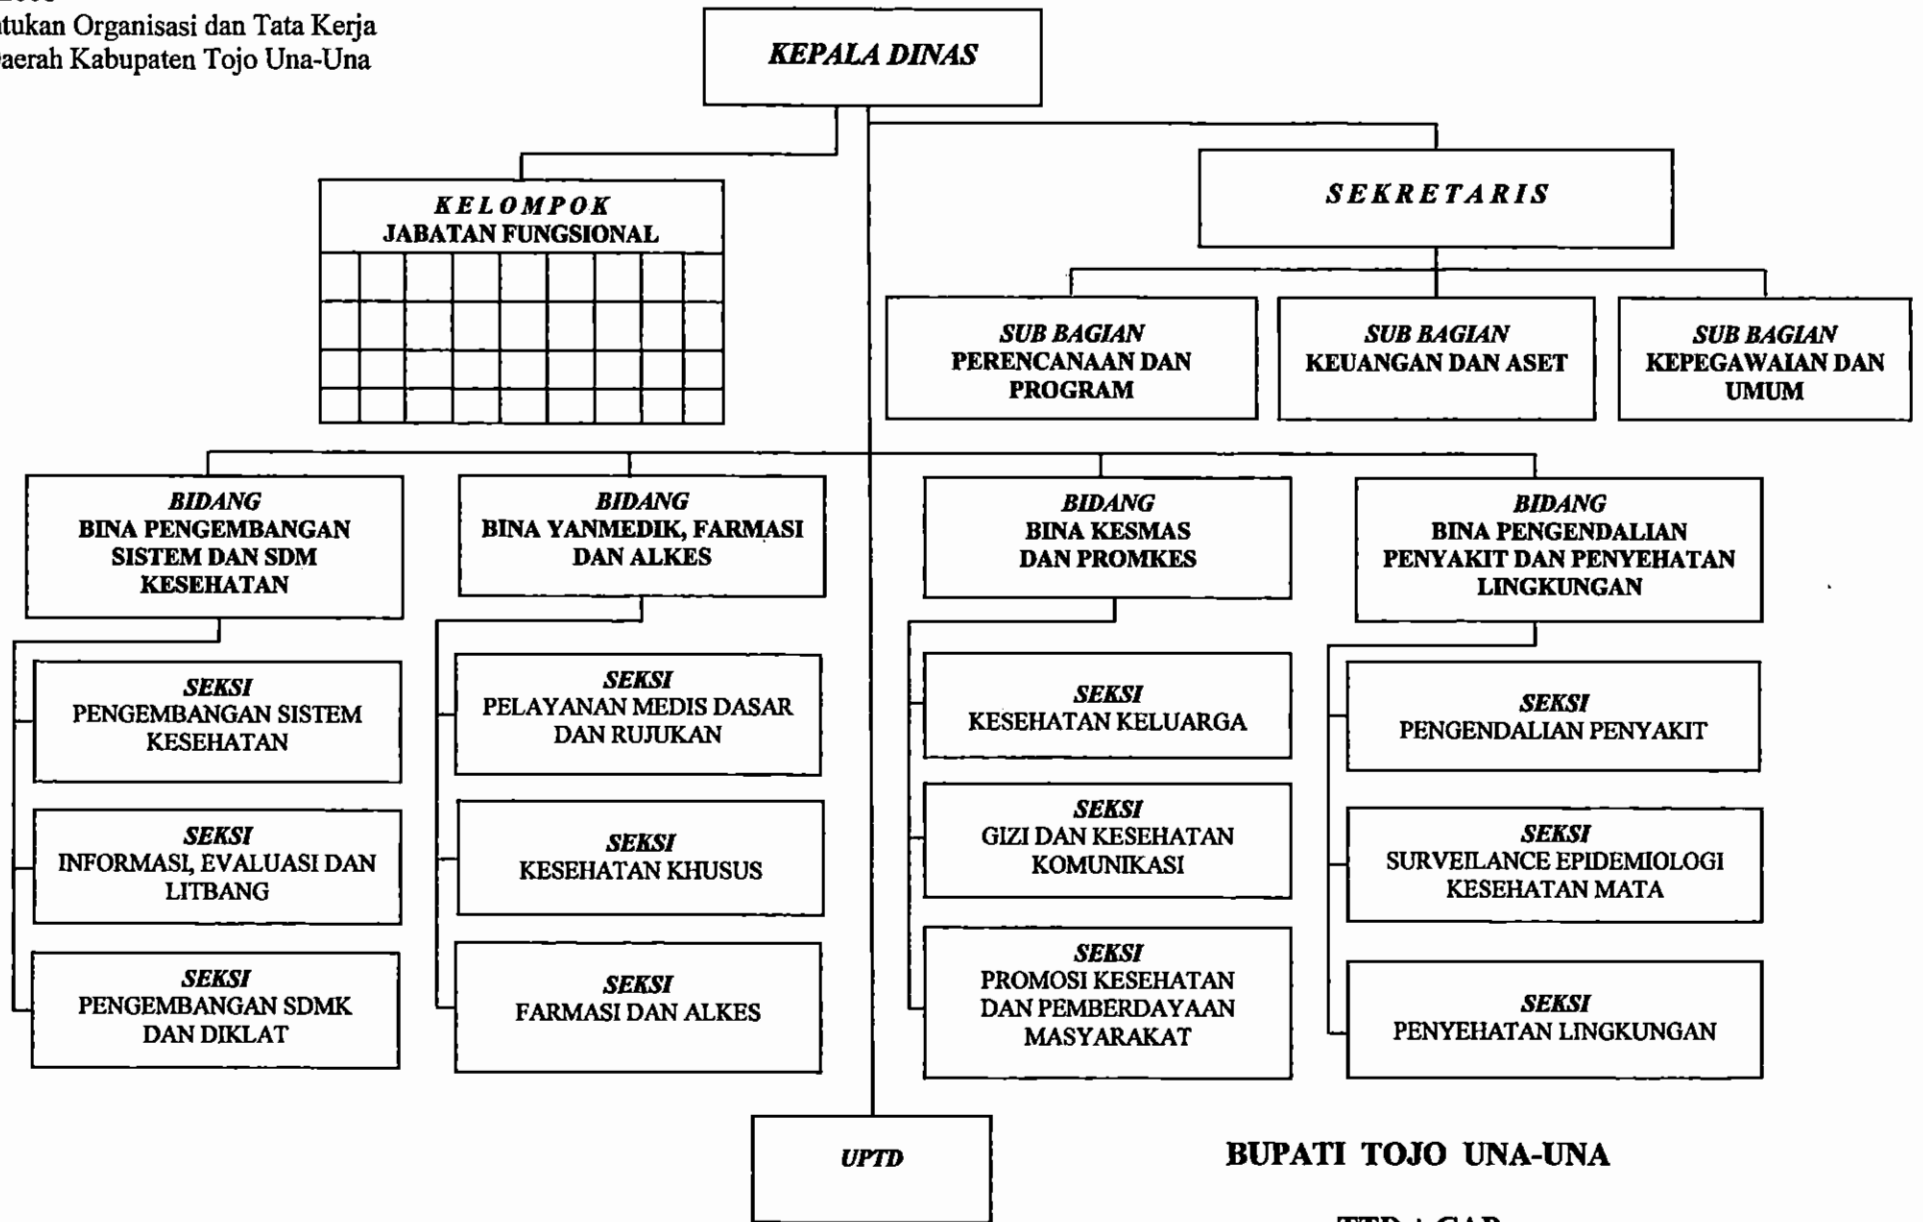 tukan Organisasi dan Tata Kerja
aerah Kabupaten Tojo Una-Una
KEPALA DINAS
KELOMPOK
JABATAN FUNGSIONAL
SEKRETARIS
SUB BAGIAN
PERENCANAAN DAN
PROGRAM
SUB BAGIAN
KEUANGAN DAN ASET
SUB BAGIAN
KEPEGAWAIAN DAN
UMUM
BIDANG
BINA PENGEMBANGAN
SISTEM DAN SDM
KESEHATAN
BIDANG
BINA YANMEDIK, FARMASI
DAN ALKES
BIDANG
BINA KESMAS
DAN PROMKES
BIDANG
BINA PENGENDALIAN
PENYAKIT DAN PENYEHATAN
LINGKUNGAN
SEKSI
PENGEMBANGAN SISTEM
KESEHATAN
SEKSI
INFORMASI, EVALUASI DAN
LITBANG
SEKSI
PENGEMBANGAN SDMK
DAN DIKLAT
SEKSI
PELAYANAN MEDIS DASAR
DAN RUJUKAN
SEKSI
KESEHATAN KHUSUS
SEKSI
FARMASI DAN ALKES
SEKSI
KESEHATAN KELUARGA
SEKSI
GIZI DAN KESEHATAN
KOMUNIKASI
SEKSI
PROMOSI KESEHATAN
DAN PEMBERDAYAAN
MASYARAKAT
SEKSI
PENGENDALIAN PENYAKIT
SEKSI
SURVEILANCE EPIDEMIOLOGI
KESEHATAN MATA
SEKSI
PENYEHATAN LINGKUNGAN
UPTD
BUPATI TOJO UNA-UNA